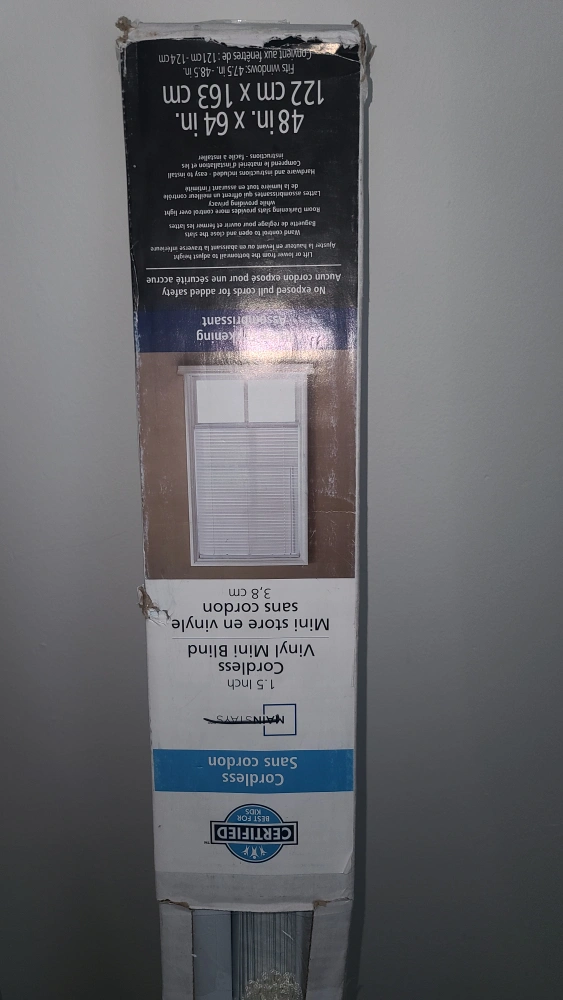 CERTIFIED™
BEST FOR
KIDS
Cordless
Sans cordon™
MAINSTAYS
1.5 Inch
Cordless
Vinyl Mini Blind
Mini store en vinyle
sans cordon
3,8 cm
kening
Assombrissant
No exposed pull cords for added safety
Aucun cordon exposé pour une sécurité accrue
Lift or lower from the bottomrail to adjust height
Ajuster la hauteur en levant ou en abaissant la traverse inférieure
Wand control to open and close the slats
Baguette de réglage pour ouvrir et fermer les lattes
Room Darkening slats provides more control over light
while providing privacy
Lattes assombrissantes qui offrent un meilleur contrôle
de la lumière tout en assurant l'intimité
Hardware and instructions included - easy to install
Comprend le matériel d'installation et les
instructions - facile à installer
48 in. x 64 in.
122 cm x 163 cm
Fits windows: 47.5 in. - 48.5 in.
Convient aux fenêtres de : 121 cm - 124 cm